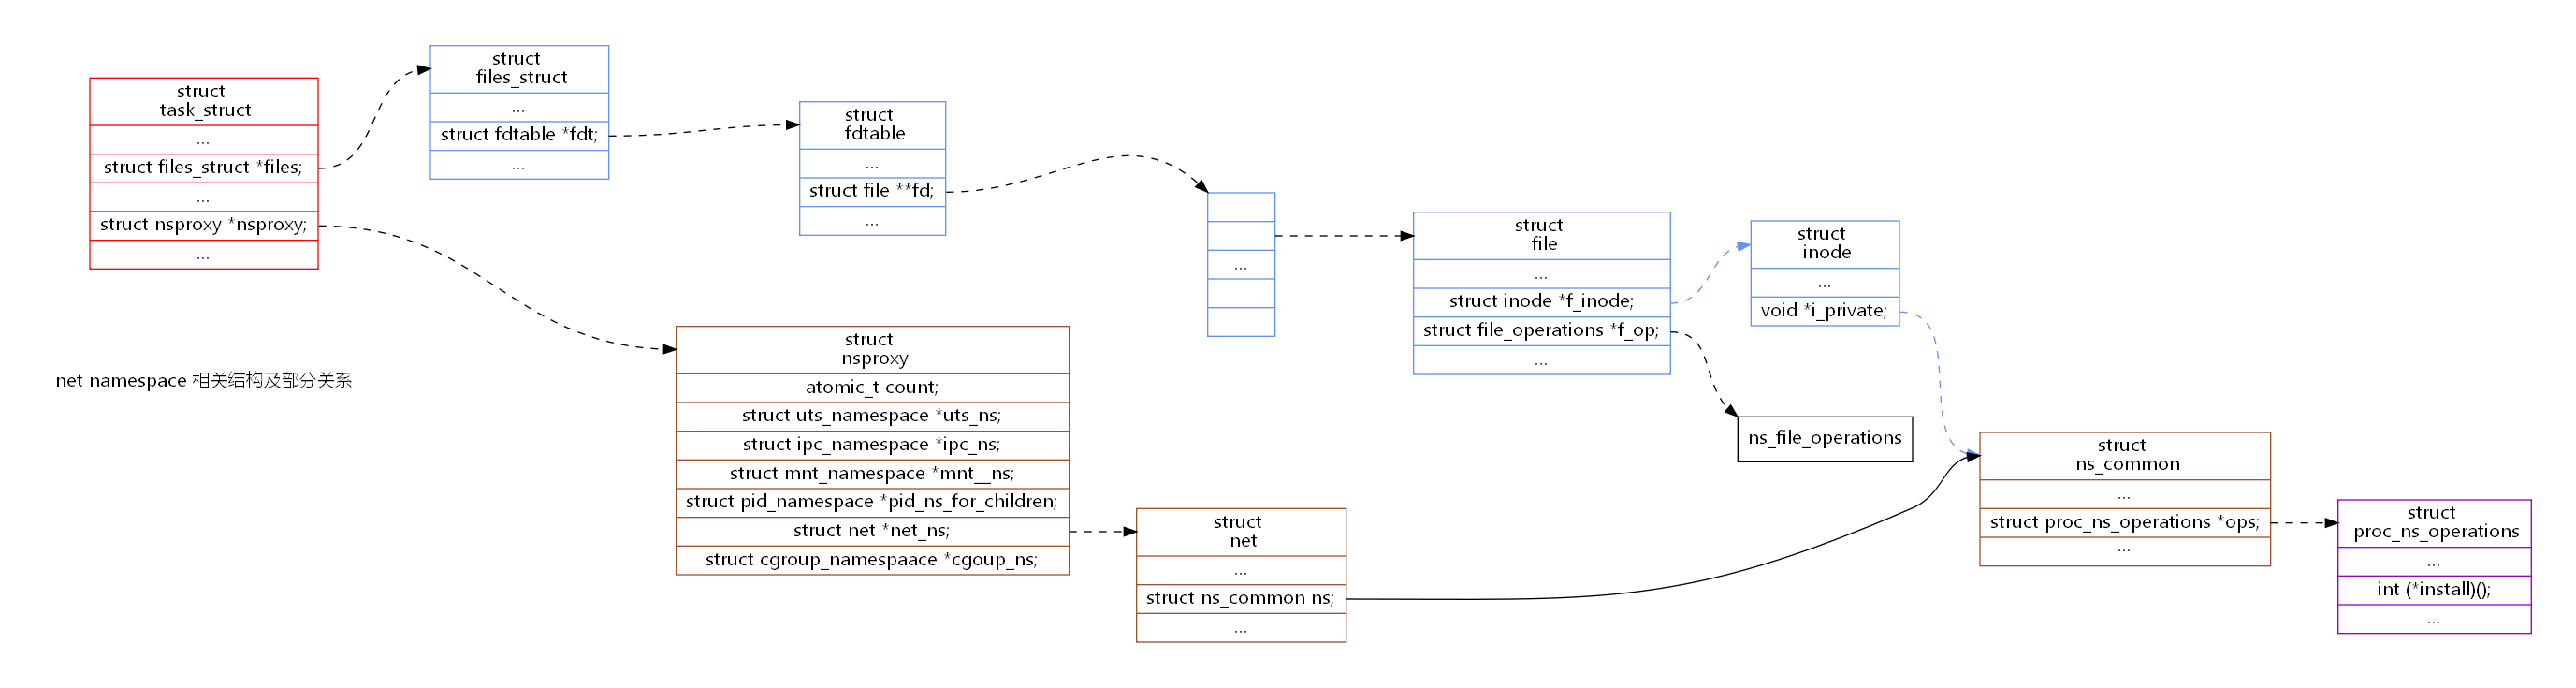 struct
task_struct
...
struct files_struct *files;
...
struct nsproxy *nsproxy;
...
struct
files_struct
...
struct fdtable *fdt;
...
struct
fdtable
...
struct file **fd;
...
...
struct
file
...
struct inode *f_inode;
struct file_operations *f_op;
...
struct
inode
...
void *i_private;
ns_file_operations
net namespace 相关结构及部分关系
struct
nsproxy
atomic_t count;
struct uts_namespace *uts_ns;
struct ipc_namespace *ipc_ns;
struct mnt_namespace *mnt__ns;
struct pid_namespace *pid_ns_for_children;
struct net *net_ns;
struct cgroup_namespaace *cgoup_ns;
struct
net
...
struct ns_common ns;
...
struct
ns_common
...
struct proc_ns_operations *ops;
...
struct
proc_ns_operations
...
int (*install)();
...